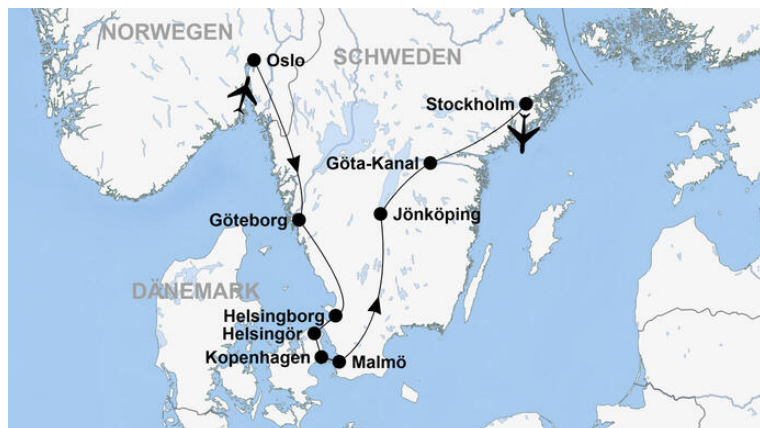 NORWEGEN
Oslo
SCHWEDEN
Stockholm
Göta-Kanal
Jönköping
Göteborg
DÄNEMARK
Helsingborg
Helsingör
Kopenhagen
Malmö